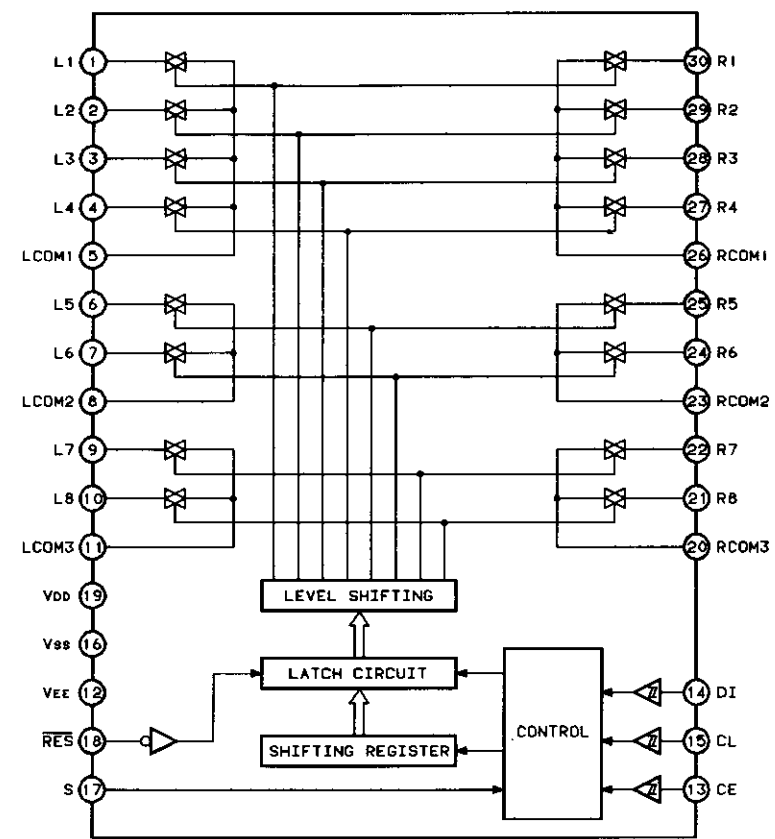 L1 1 30 R1
L2 2 29 R2
L3 3 28 R3
L4 4 27 R4
LCOM1 5 26 RCOM1
L5 6 25 R5
L6 7 24 R6
LCOM2 8 23 RCOM2
L7 9 22 R7
L8 10 21 R8
LCOM3 11 20 RCOM3
VDD 19
LEVEL SHIFTING
Vss 16
LATCH CIRCUIT
VEE 12 14 DI
RES 18 SHIFTING REGISTER CONTROL 15 CL
S 17 13 CE